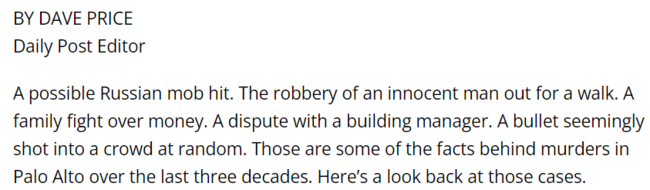 BY DAVE PRICE
Daily Post Editor
A possible Russian mob hit. The robbery of an innocent man out for a walk. A
family fight over money. A dispute with a building manager. A bullet seemingly
shot into a crowd at random. Those are some of the facts behind murders in
Palo Alto over the last three decades. Here’s a look back at those cases.